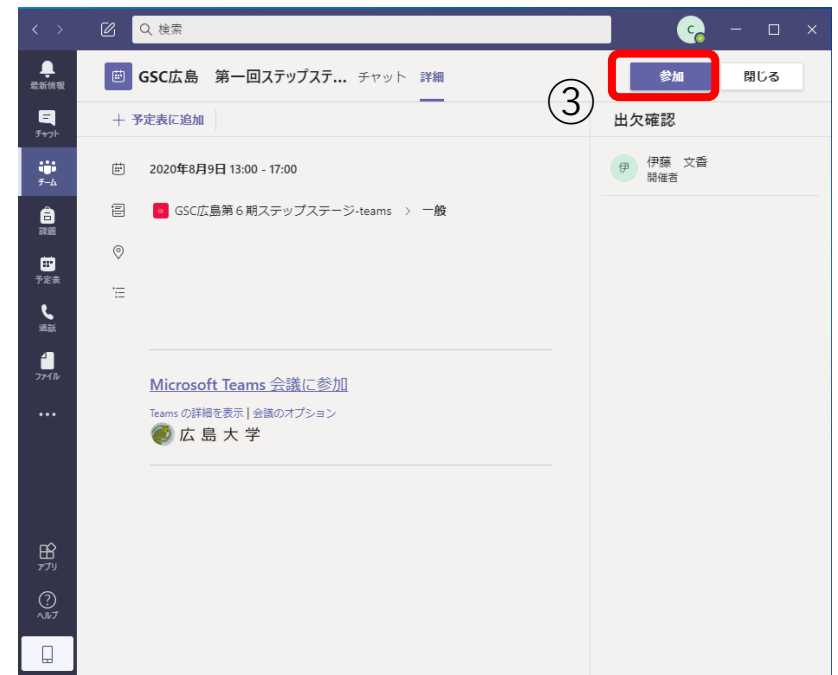 検索
C
最新情報
チャット
チーム
課題
予定表
通話
ファイル
アプリ
ヘルプ
GSC広島 第一回ステップステ... チャット 詳細
参加 閉じる
③
+ 予定表に追加
出欠確認
2020年8月9日 13:00 - 17:00
伊 伊藤 文香
開催者
GSC広島第6期ステップステージ-teams > 一般
Microsoft Teams 会議に参加
Teams の詳細を表示 | 会議のオプション
広島大学